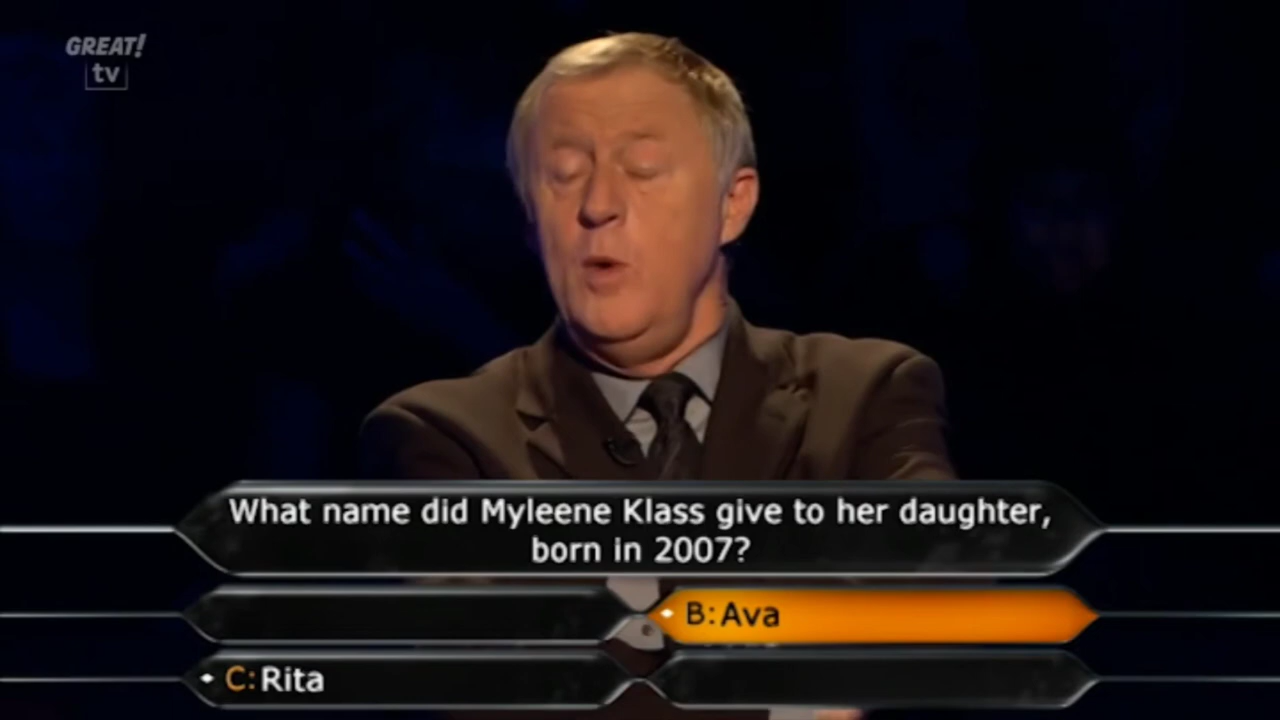 GREAT!
tv
What name did Myleene Klass give to her daughter,
born in 2007?
B: Ava
C: Rita